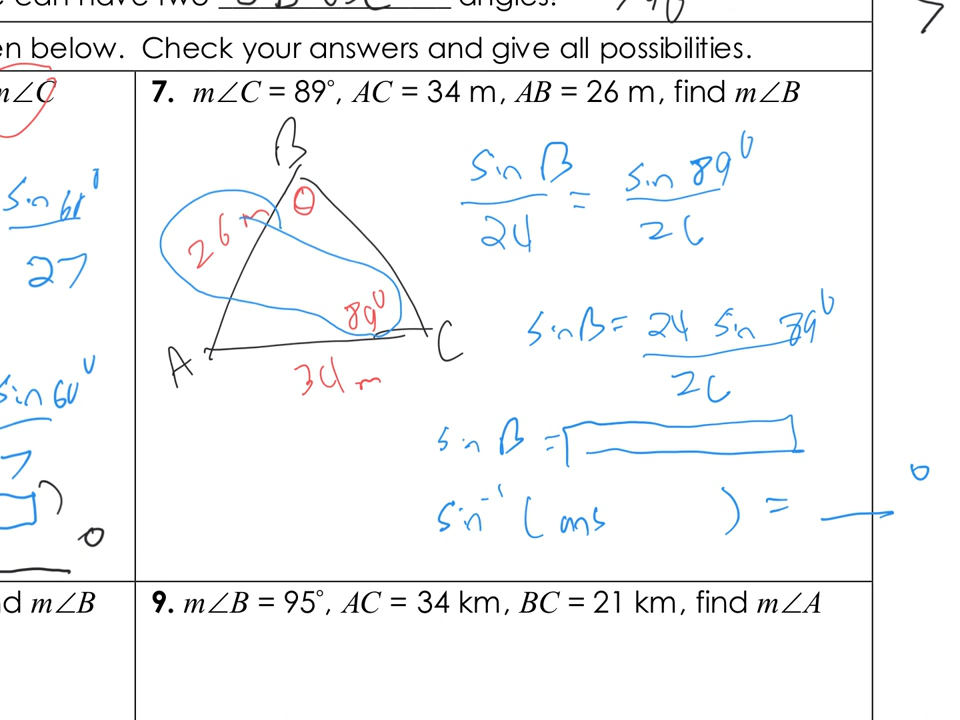 e can have two OBtuse angles.
en below. Check your answers and give all possibilities.
m∠C
7. m∠C = 89°, AC = 34 m, AB = 26 m, find m∠B
B
sin B / 24 = sin 89° / 26
26 m θ
sin 61°
27
89°
sin B = 24 sin 89° / 26
A C
34 m
sin 60°
7
sin B =
sin⁻¹ ( ans ) = °
d m∠B
9. m∠B = 95°, AC = 34 km, BC = 21 km, find m∠A